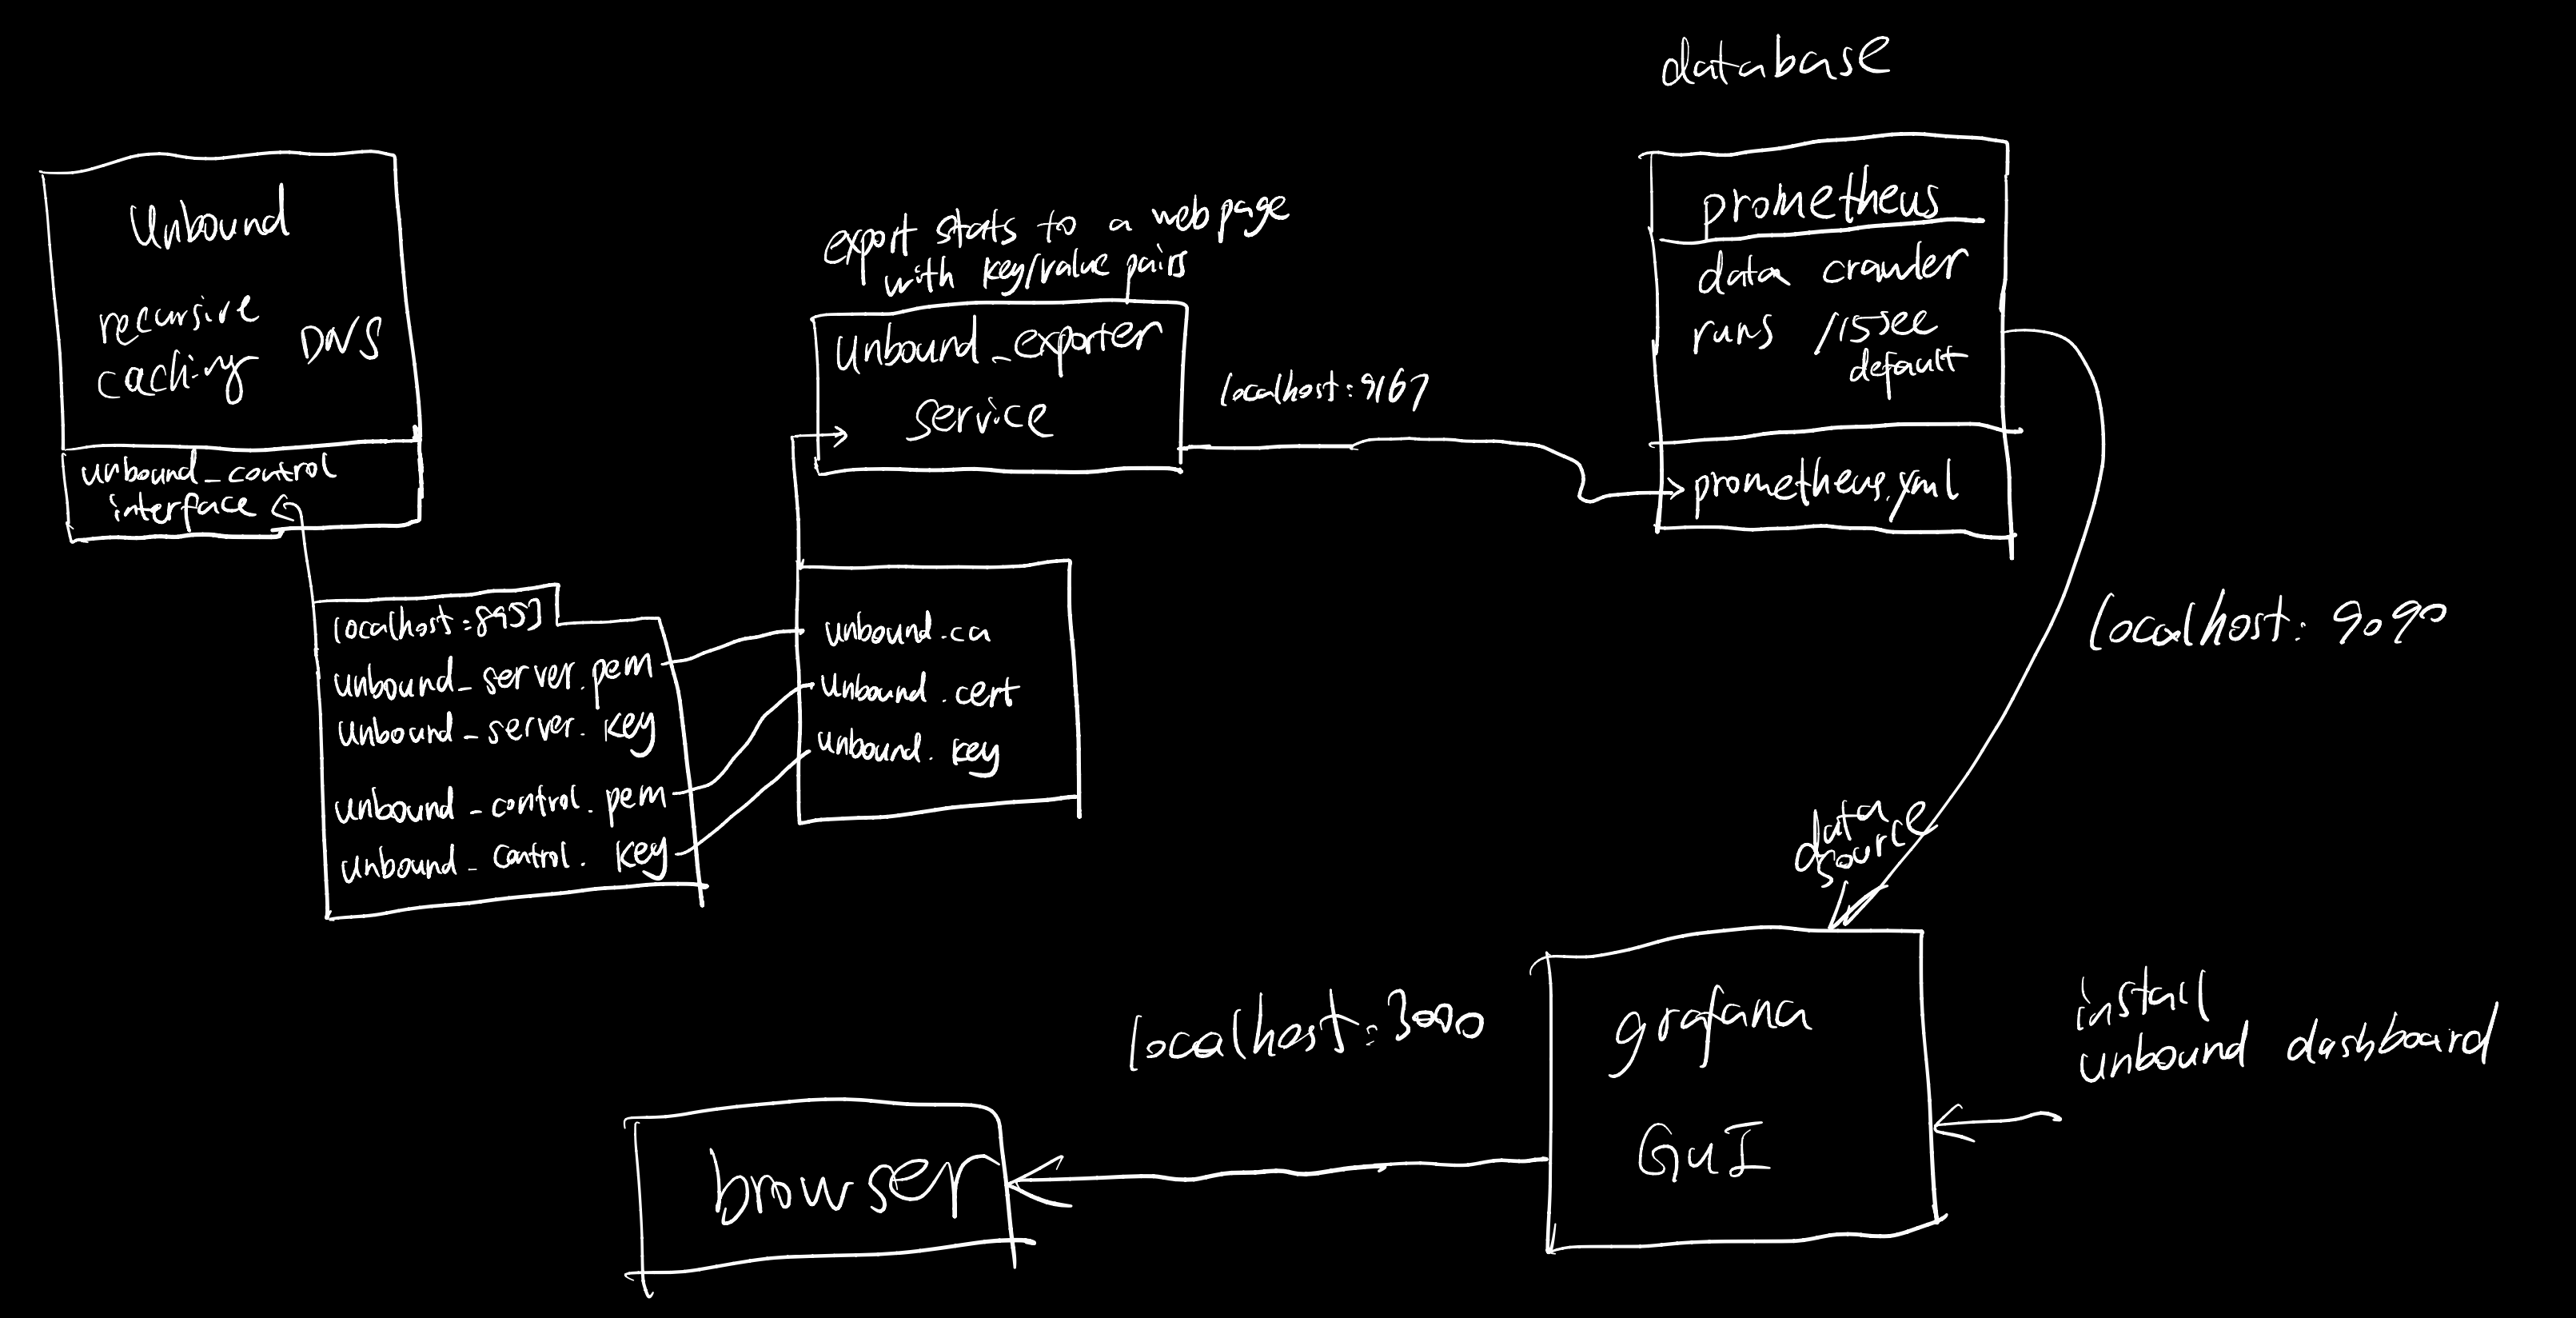 database
Unbound
recursive
caching DNS
unbound_control
interface
export stats to a webpage
with key/value pairs
unbound_exporter
service
localhost:9167
prometheus
data crawler
runs /15sec
default
prometheus.yml
localhost:8953
unbound_server.pem
unbound_server.key
unbound_control.pem
unbound_control.key
unbound.ca
unbound.cert
unbound.key
localhost:9090
data
source
grafana
GuI
install
unbound dashboard
localhost:3000
browser